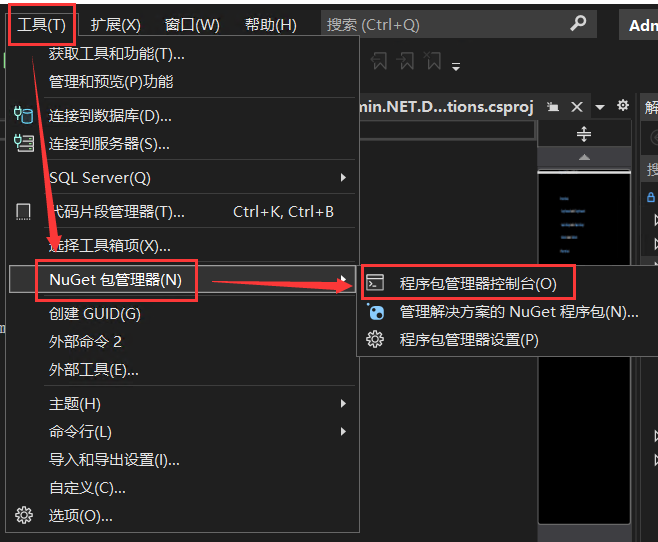 工具(T) 扩展(X) 窗口(W) 帮助(H) 搜索 (Ctrl+Q) Adm
获取工具和功能(T)...
管理和预览(P)功能
min.NET.D...tions.csproj 解
连接到数据库(D)...
连接到服务器(S)...
SQL Server(Q)
代码片段管理器(T)... Ctrl+K, Ctrl+B
选择工具箱项(X)...
NuGet 包管理器(N)
程序包管理器控制台(O)
创建 GUID(G)
管理解决方案的 NuGet 程序包(N)...
外部命令 2
程序包管理器设置(P)
外部工具(E)...
主题(H)
命令行(L)
导入和导出设置(I)...
自定义(C)...
选项(O)...